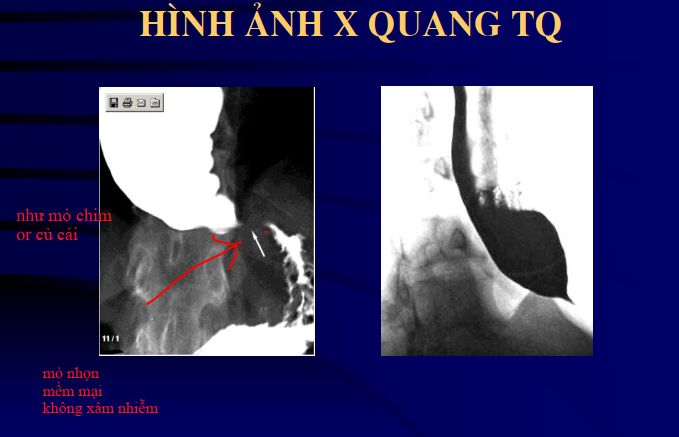 HÌNH ẢNH X QUANG TQ
như mỏ chim
or củ cải
11 / 1
mỏ nhọn
mềm mại
không xâm nhiễm